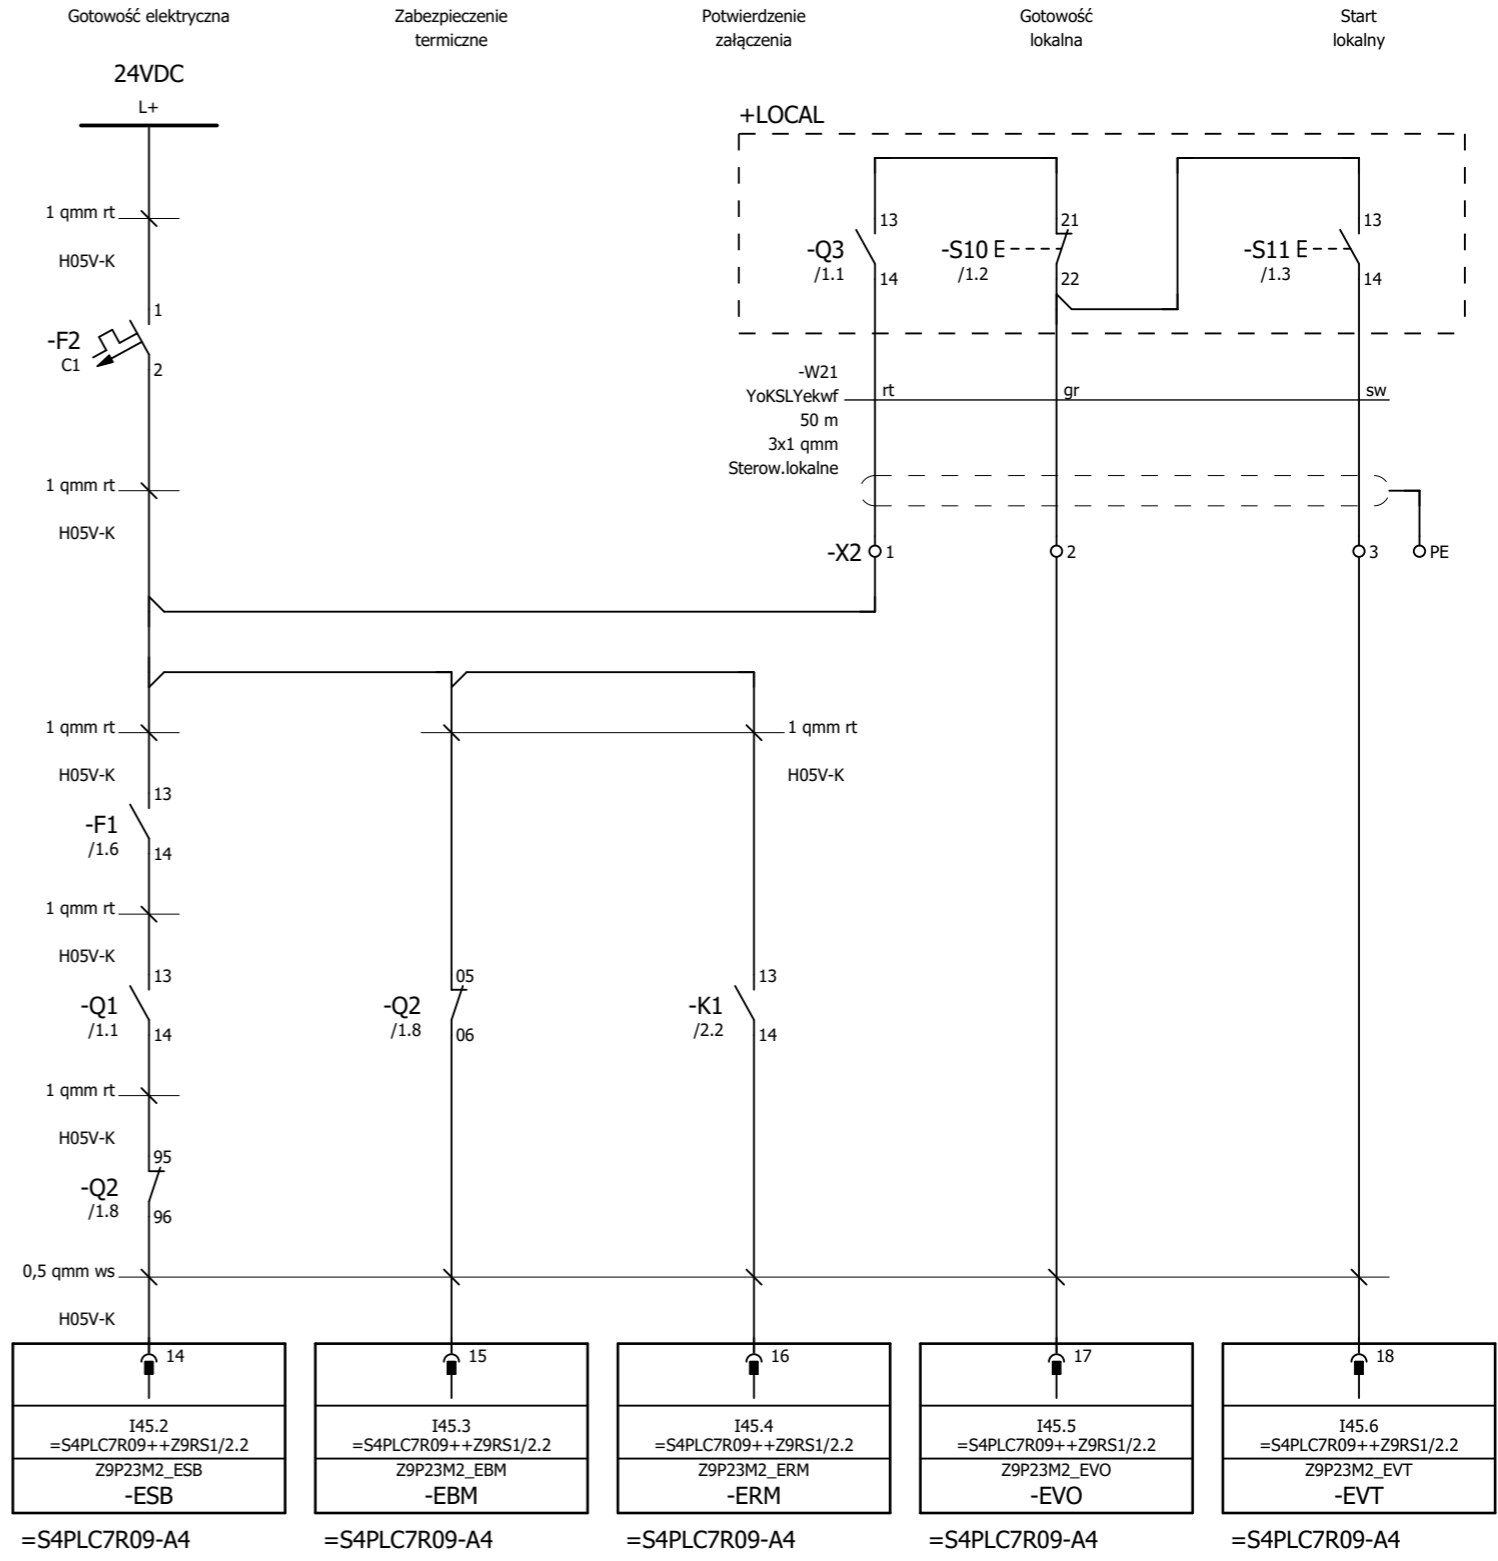 Gotowość elektryczna
Zabezpieczenie
termiczne
Potwierdzenie
załączenia
Gotowość
lokalna
Start
lokalny
24VDC
L+
+LOCAL
1 qmm rt
H05V-K
-Q3
/1.1
13
14
-S10 E
/1.2
21
22
-S11 E
/1.3
13
14
-F2
C1
1
2
-W21
YoKSLYekwf
50 m
3x1 qmm
Sterow.lokalne
rt
gr
sw
1 qmm rt
H05V-K
-X2
1
2
3
PE
1 qmm rt
H05V-K
1 qmm rt
H05V-K
-F1
/1.6
13
14
1 qmm rt
H05V-K
-Q1
/1.1
13
14
-Q2
/1.8
05
06
-K1
/2.2
13
14
1 qmm rt
H05V-K
-Q2
/1.8
95
96
0,5 qmm ws
H05V-K
14
15
16
17
18
I45.2
=S4PLC7R09++Z9RS1/2.2
Z9P23M2_ESB
-ESB
=S4PLC7R09-A4
I45.3
=S4PLC7R09++Z9RS1/2.2
Z9P23M2_EBM
-EBM
=S4PLC7R09-A4
I45.4
=S4PLC7R09++Z9RS1/2.2
Z9P23M2_ERM
-ERM
=S4PLC7R09-A4
I45.5
=S4PLC7R09++Z9RS1/2.2
Z9P23M2_EVO
-EVO
=S4PLC7R09-A4
I45.6
=S4PLC7R09++Z9RS1/2.2
Z9P23M2_EVT
-EVT
=S4PLC7R09-A4